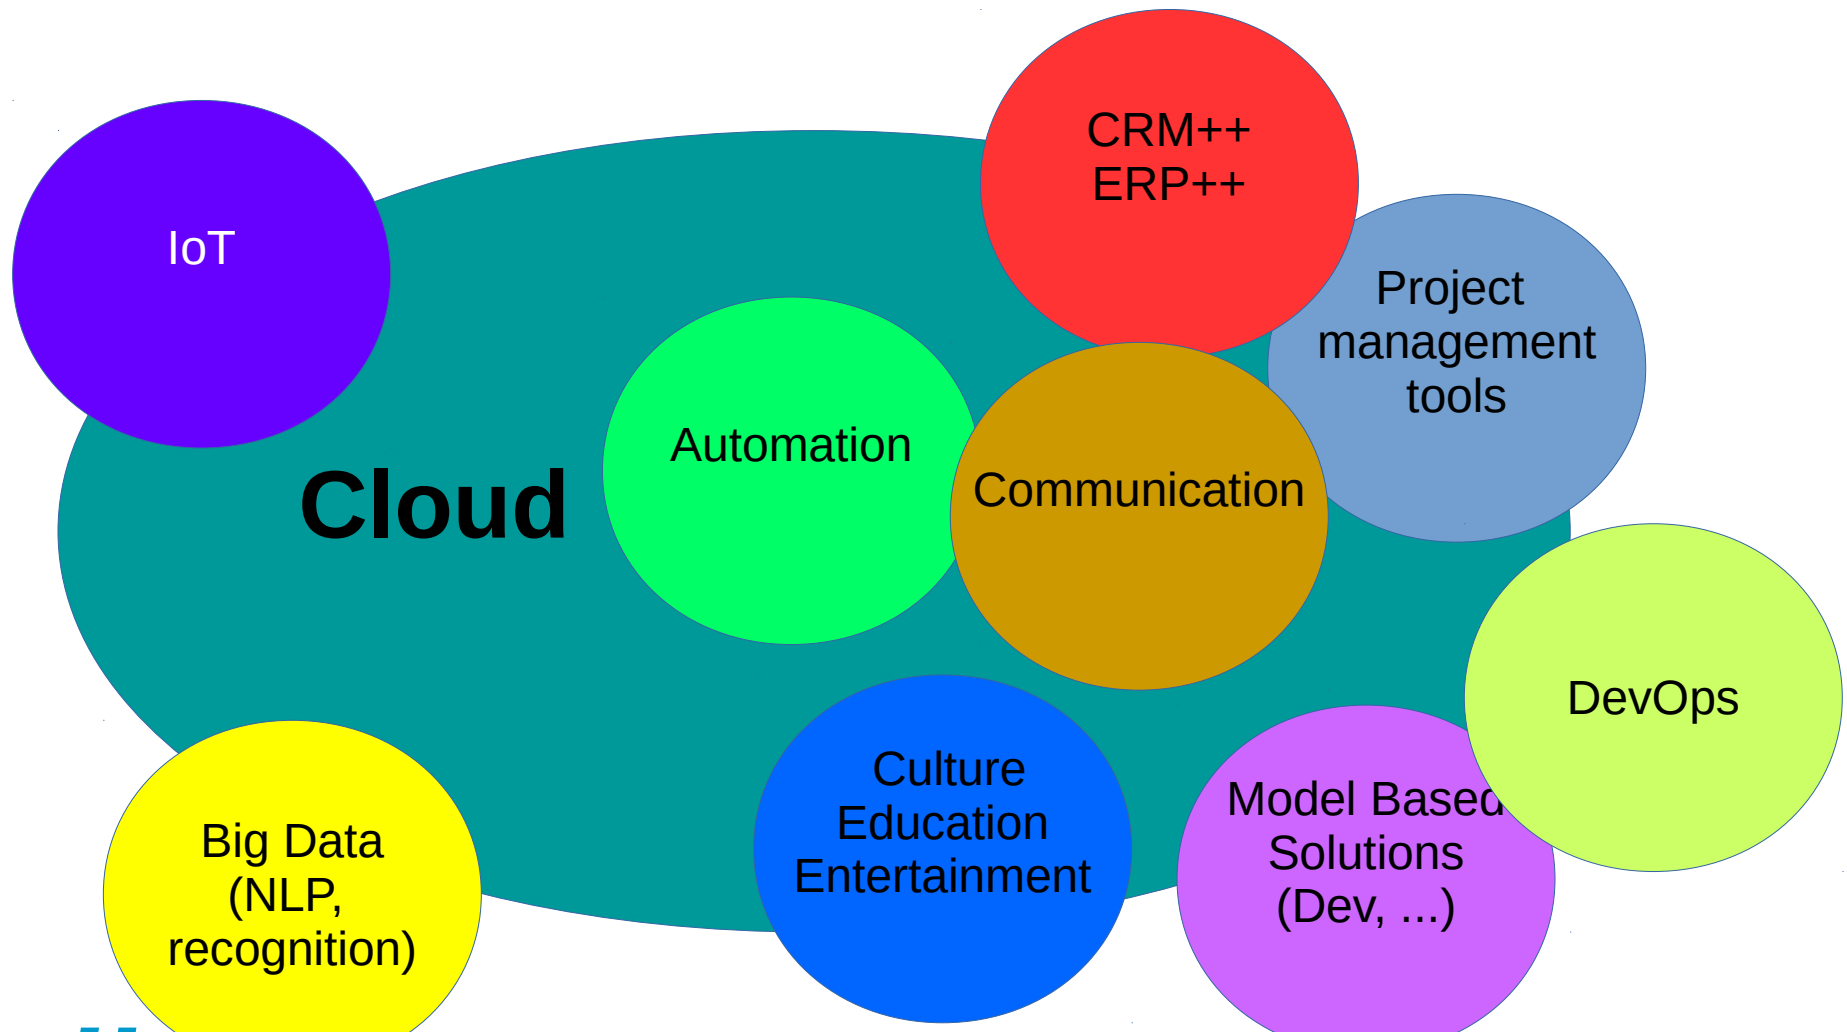 CRM++
ERP++
IoT
Project
management
tools
Automation
Communication
Cloud
DevOps
Culture
Education
Entertainment
Model Based
Solutions
(Dev, ...)
Big Data
(NLP,
recognition)